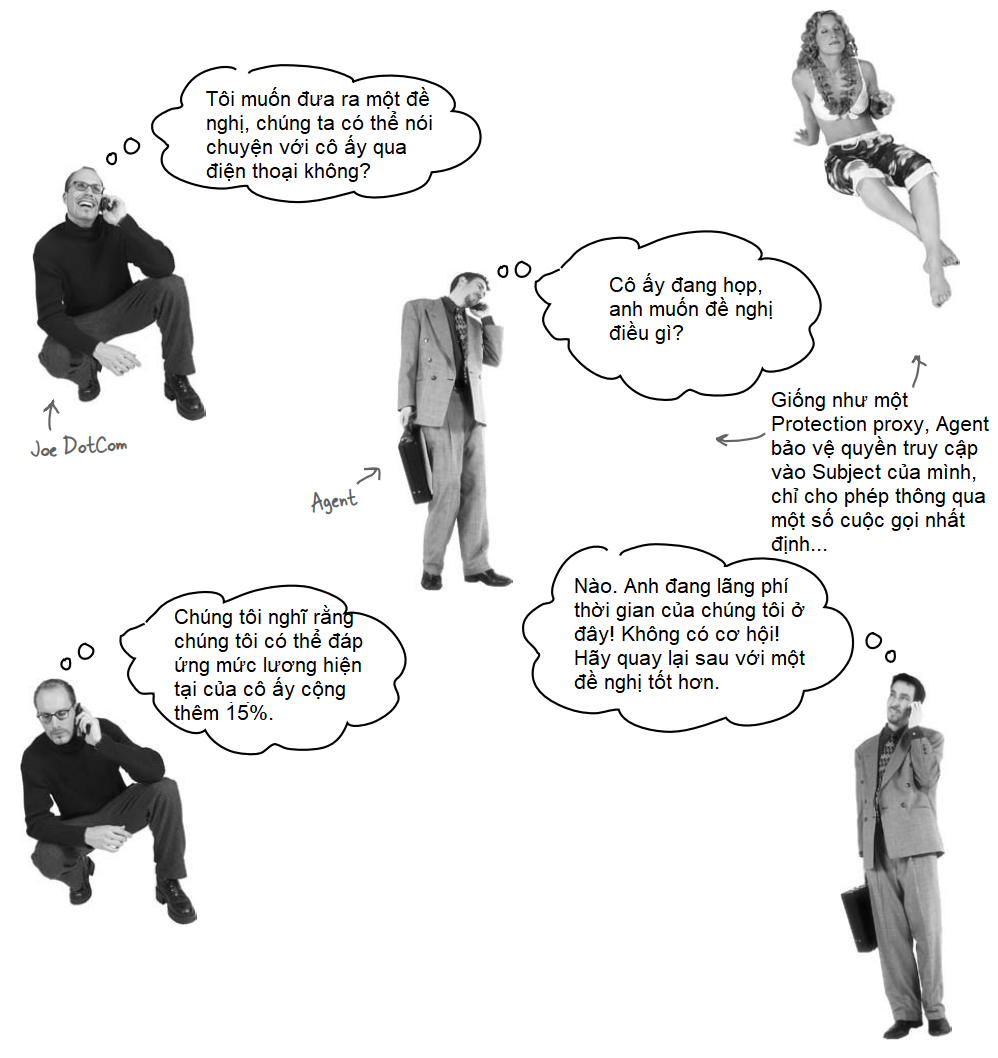 Tôi muốn đưa ra một đề
nghị, chúng ta có thể nói
chuyện với cô ấy qua
điện thoại không?
Cô ấy đang họp,
anh muốn đề nghị
điều gì?
Joe DotCom
Agent
Giống như một
Protection proxy, Agent
bảo vệ quyền truy cập
vào Subject của mình,
chỉ cho phép thông qua
một số cuộc gọi nhất
định...
Chúng tôi nghĩ rằng
chúng tôi có thể đáp
ứng mức lương hiện
tại của cô ấy cộng
thêm 15%.
Nào. Anh đang lãng phí
thời gian của chúng tôi ở
đây! Không có cơ hội!
Hãy quay lại sau với một
đề nghị tốt hơn.